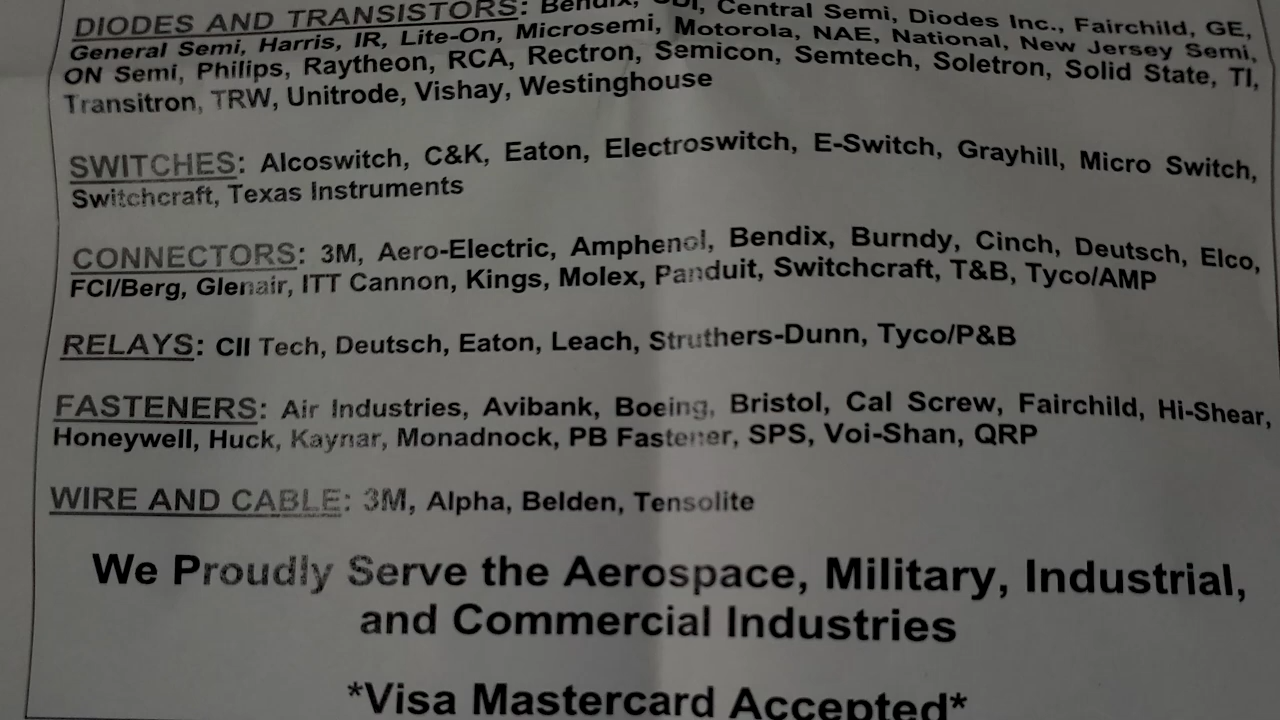 DIODES AND TRANSISTORS: Bendix, Central Semi, Diodes Inc., Fairchild, GE,
General Semi, Harris, IR, Lite-On, Microsemi, Motorola, NAE, National, New Jersey Semi,
ON Semi, Philips, Raytheon, RCA, Rectron, Semicon, Semtech, Soletron, Solid State, TI,
Transitron, TRW, Unitrode, Vishay, Westinghouse
SWITCHES: Alcoswitch, C&K, Eaton, Electroswitch, E-Switch, Grayhill, Micro Switch,
Switchcraft, Texas Instruments
CONNECTORS: 3M, Aero-Electric, Amphenol, Bendix, Burndy, Cinch, Deutsch, Elco,
FCI/Berg, Glenair, ITT Cannon, Kings, Molex, Panduit, Switchcraft, T&B, Tyco/AMP
RELAYS: CII Tech, Deutsch, Eaton, Leach, Struthers-Dunn, Tyco/P&B
FASTENERS: Air Industries, Avibank, Boeing, Bristol, Cal Screw, Fairchild, Hi-Shear,
Honeywell, Huck, Kaynar, Monadnock, PB Fastener, SPS, Voi-Shan, QRP
WIRE AND CABLE: 3M, Alpha, Belden, Tensolite
We Proudly Serve the Aerospace, Military, Industrial,
and Commercial Industries
*Visa Mastercard Accepted*